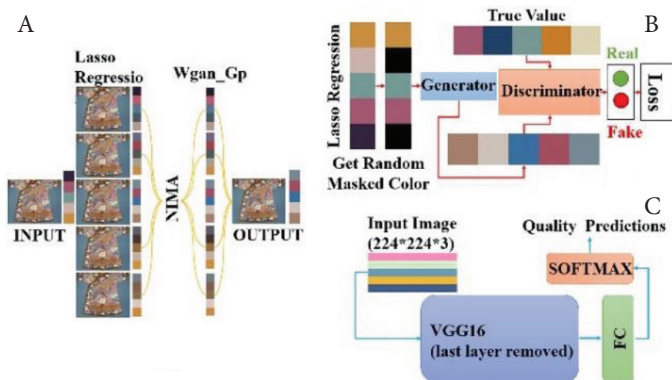 A
Lasso
Regressio
Wgan_Gp
NIMA
INPUT
OUTPUT
B
True Value
Lasso Regression
Generator
Discriminator
Real
Fake
Loss
Get Random
Masked Color
C
Input Image
(224*224*3)
Quality Predictions
SOFTMAX
VGG16
(last layer removed)
FC